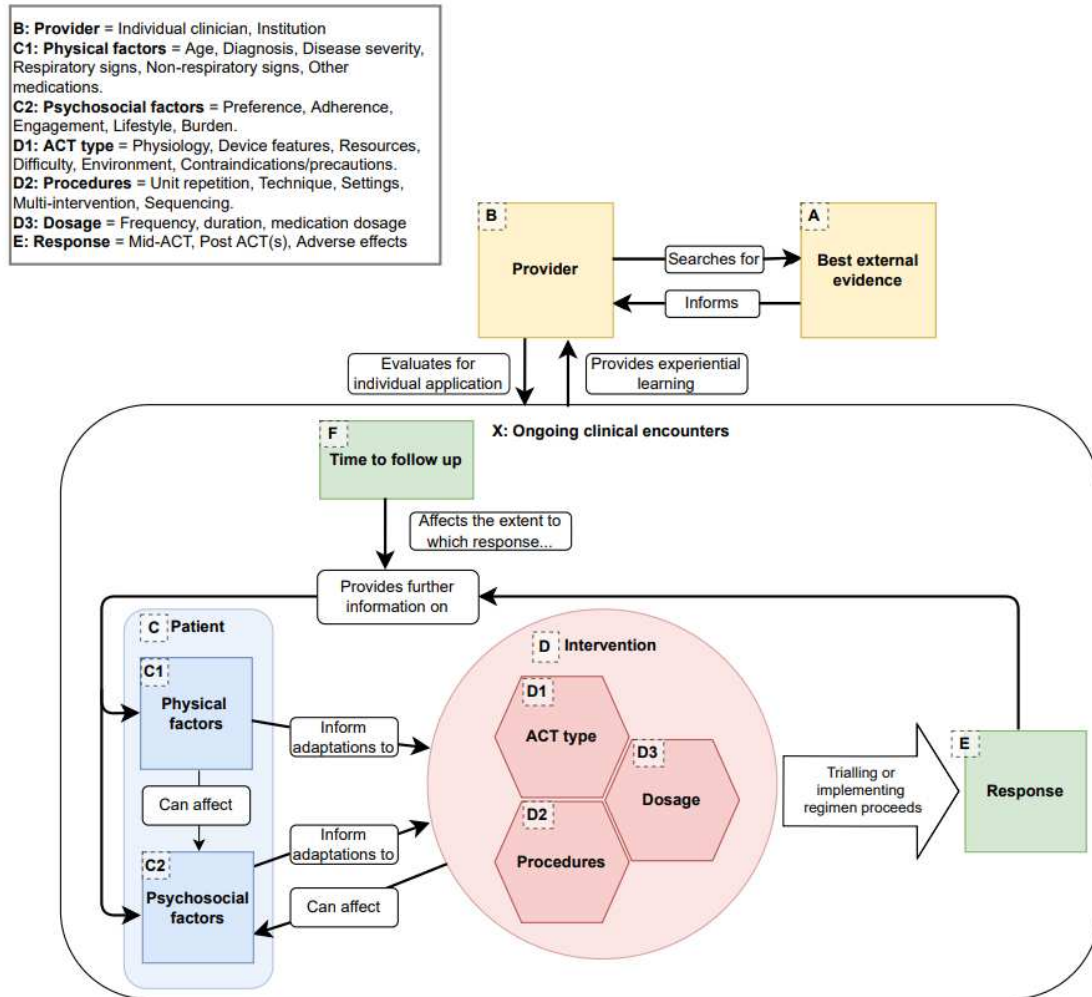 B: Provider = Individual clinician, Institution
C1: Physical factors = Age, Diagnosis, Disease severity,
Respiratory signs, Non-respiratory signs, Other
medications.
C2: Psychosocial factors = Preference, Adherence,
Engagement, Lifestyle, Burden.
D1: ACT type = Physiology, Device features, Resources,
Difficulty, Environment, Contraindications/precautions.
D2: Procedures = Unit repetition, Technique, Settings,
Multi-intervention, Sequencing.
D3: Dosage = Frequency, duration, medication dosage
E: Response = Mid-ACT, Post ACT(s), Adverse effects
B
Provider
Searches for
Informs
A
Best external
evidence
Evaluates for
individual application
Provides experiential
learning
X: Ongoing clinical encounters
F
Time to follow up
Affects the extent to
which response...
Provides further
information on
C Patient
C1
Physical
factors
Can affect
C2
Psychosocial
factors
Inform
adaptations to
Inform
adaptations to
Can affect
D Intervention
D1
ACT type
D3
Dosage
D2
Procedures
Trialling or
implementing
regimen proceeds
E
Response